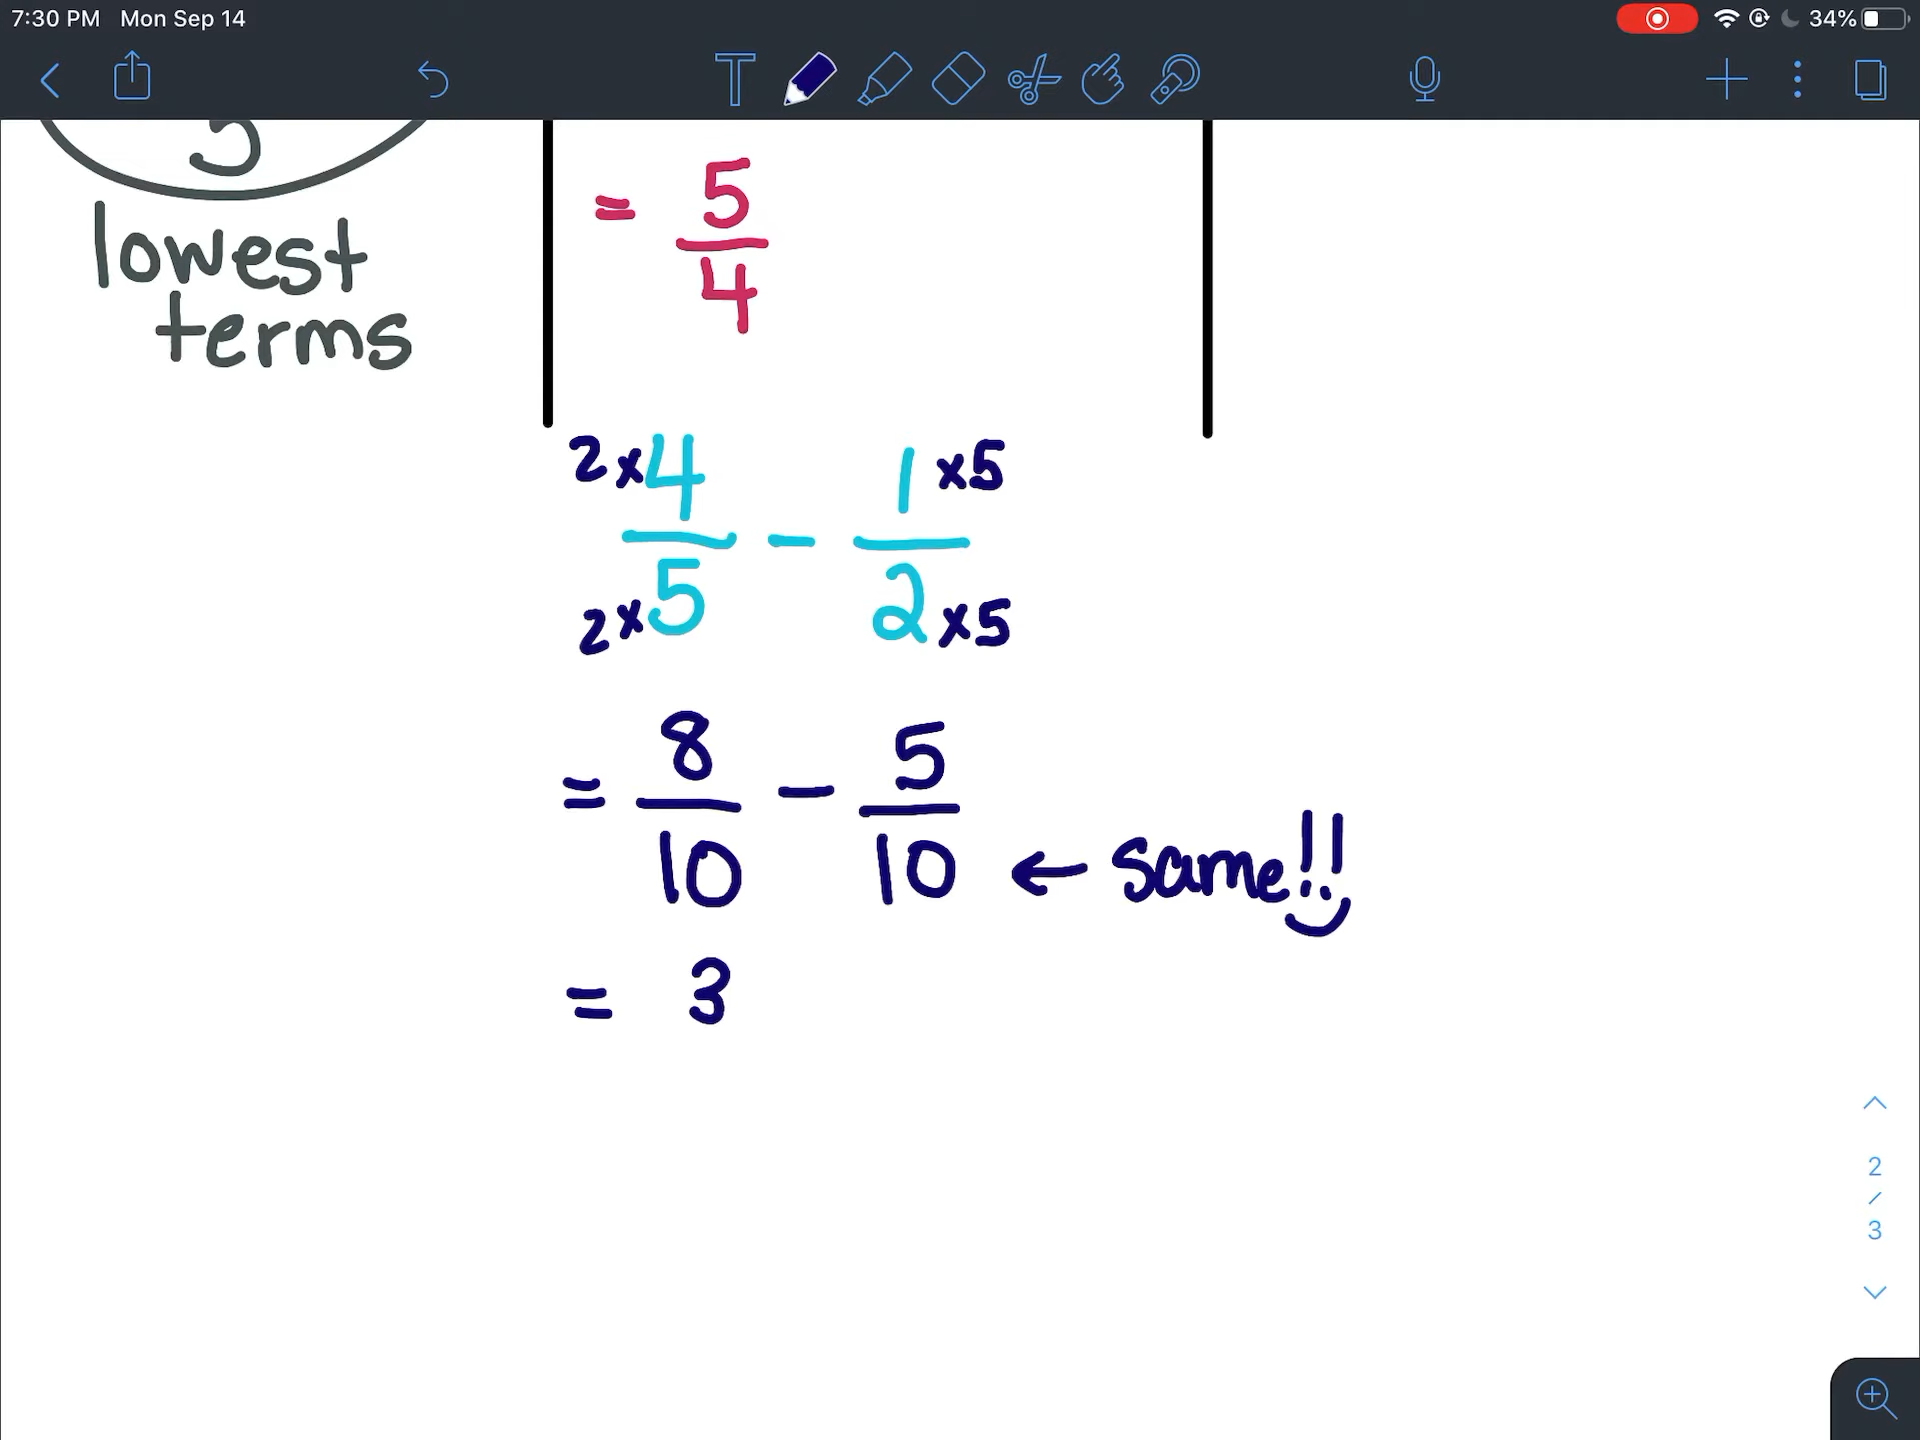 7:30 PM Mon Sep 14 34%
T
5
lowest
terms
= 5/4
2×4/2×5 - 1×5/2×5
= 8/10 - 5/10 ← same!!
= 3
2
/
3